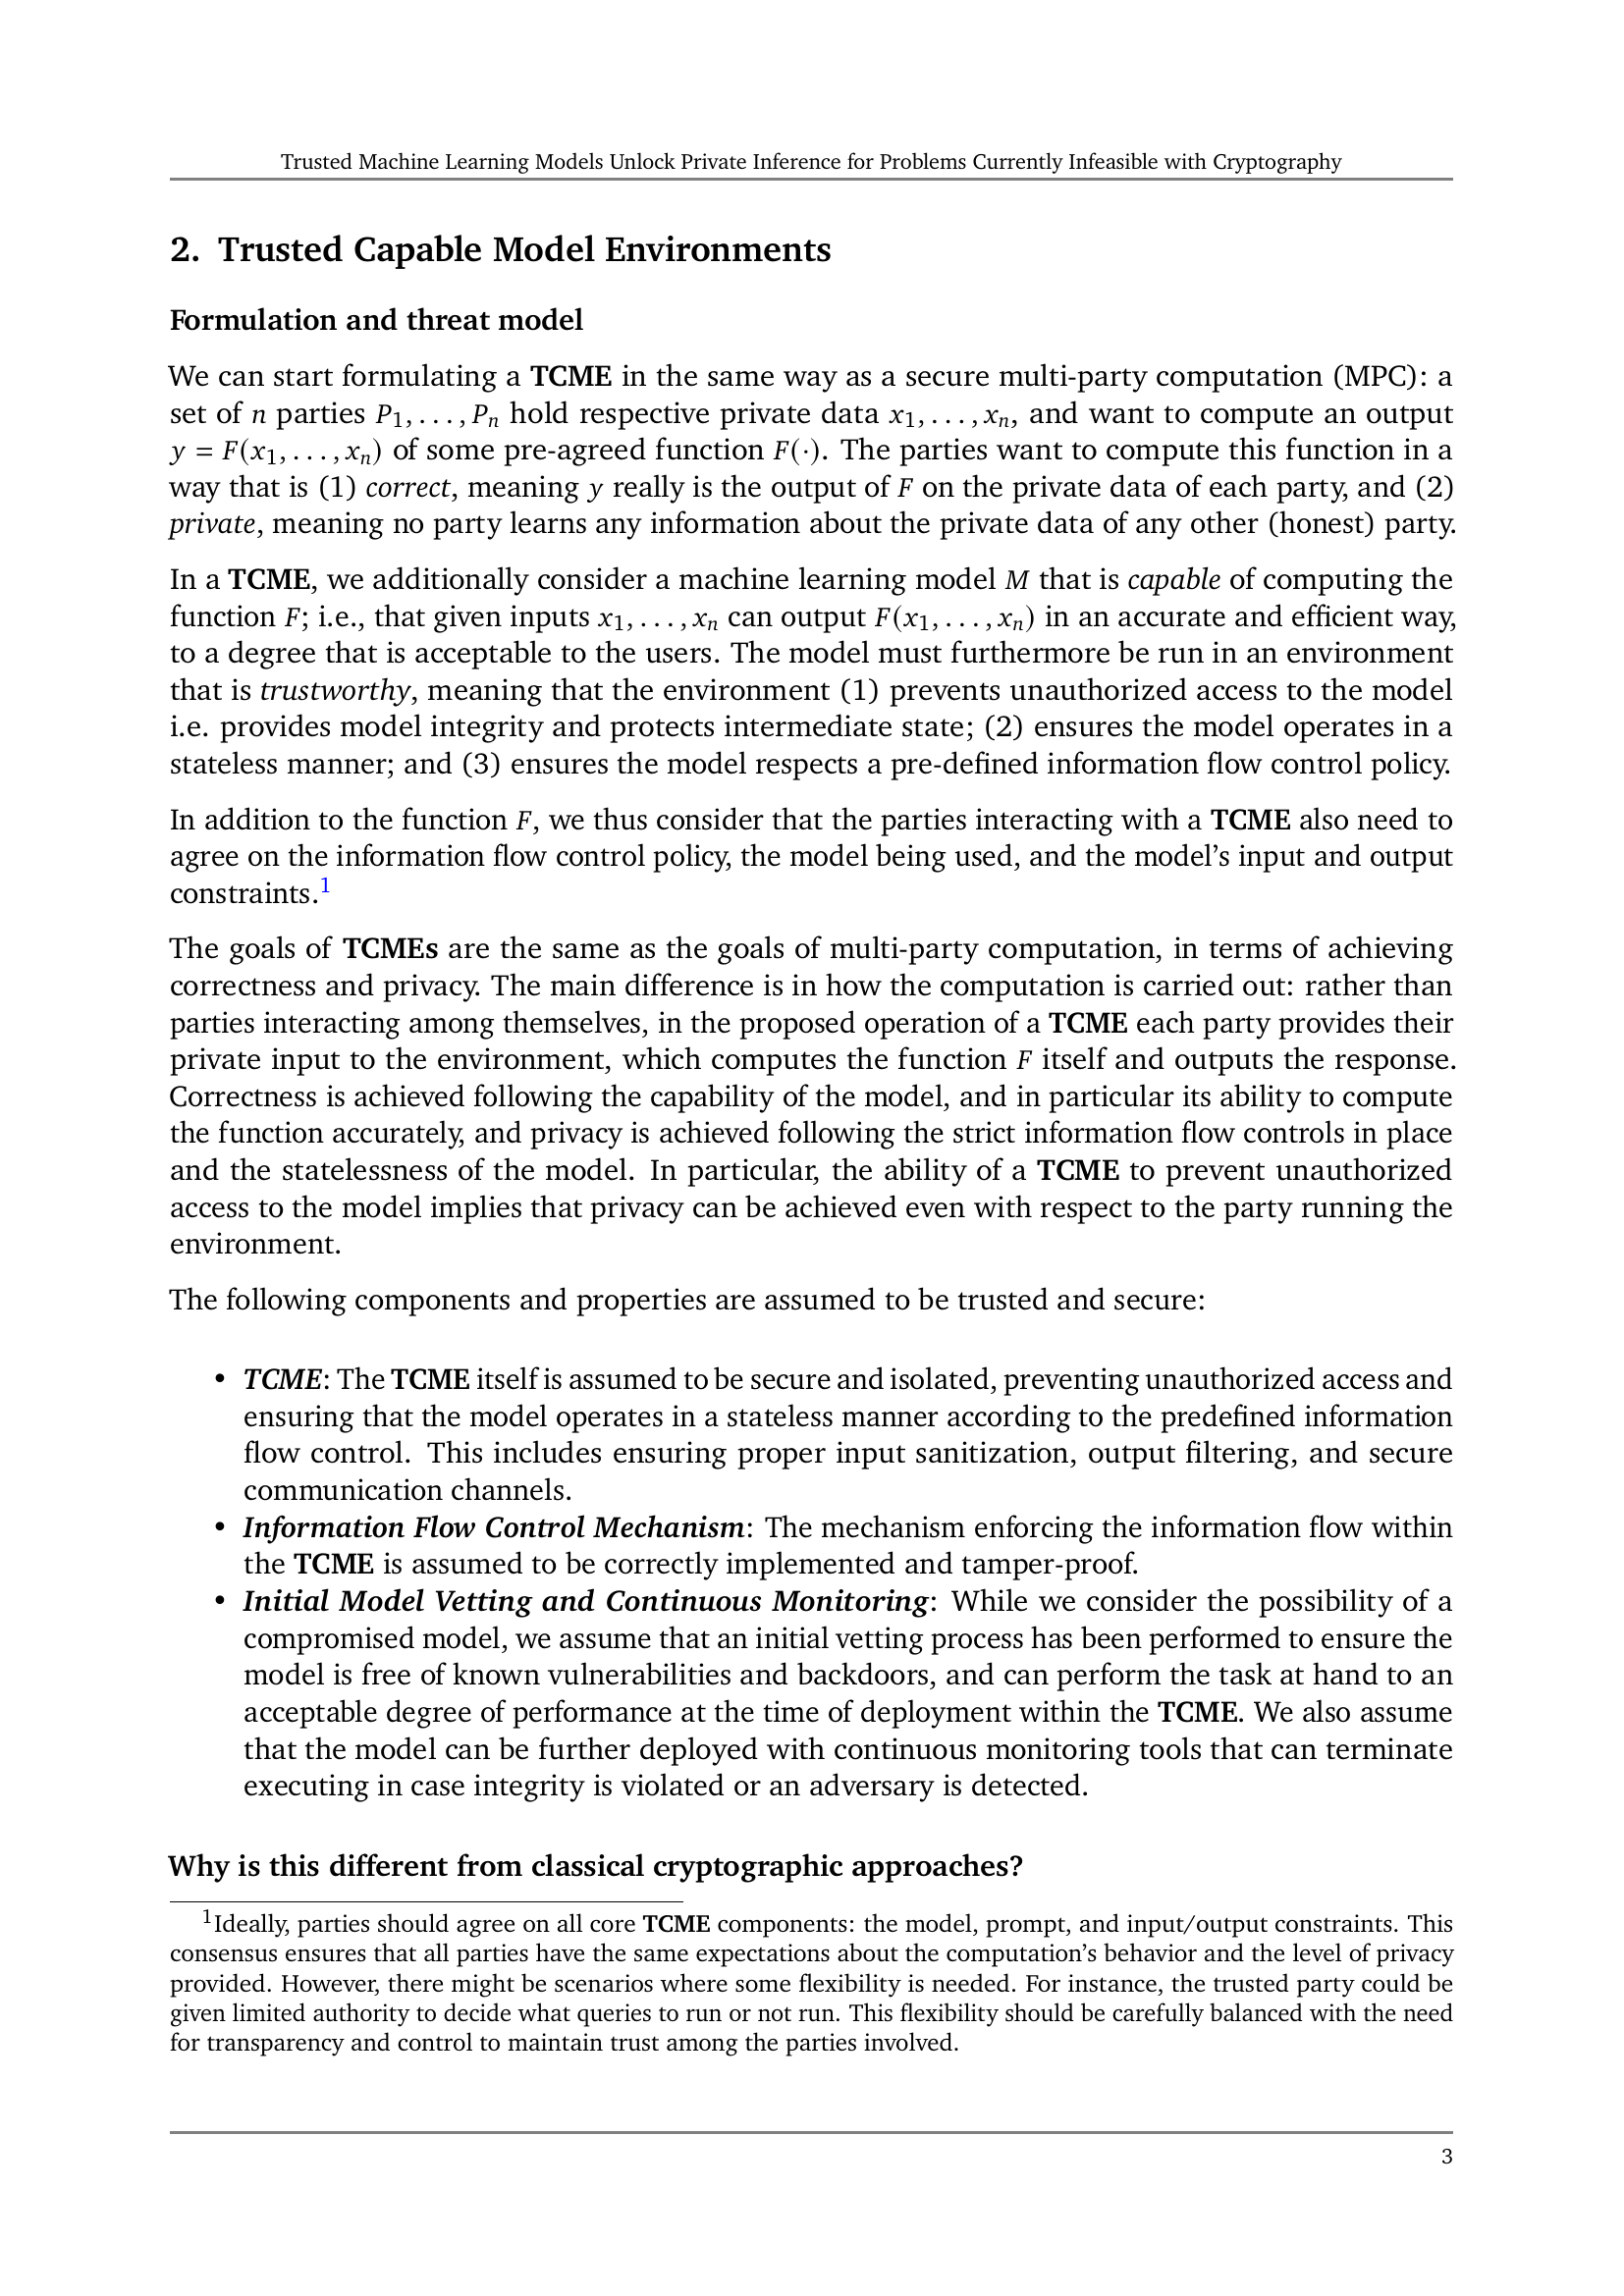 Trusted Machine Learning Models Unlock Private Inference for Problems Currently Infeasible with Cryptography
2. Trusted Capable Model Environments
Formulation and threat model
We can start formulating a TCME in the same way as a secure multi-party computation (MPC): a
set of n parties P1, . . . , Pn hold respective private data x1, . . . , xn, and want to compute an output
y = F(x1, . . . , xn) of some pre-agreed function F(·). The parties want to compute this function in a
way that is (1) correct, meaning y really is the output of F on the private data of each party, and (2)
private, meaning no party learns any information about the private data of any other (honest) party.
In a TCME, we additionally consider a machine learning model M that is capable of computing the
function F; i.e., that given inputs x1, . . . , xn can output F(x1, . . . , xn) in an accurate and efficient way,
to a degree that is acceptable to the users. The model must furthermore be run in an environment
that is trustworthy, meaning that the environment (1) prevents unauthorized access to the model
i.e. provides model integrity and protects intermediate state; (2) ensures the model operates in a
stateless manner; and (3) ensures the model respects a pre-defined information flow control policy.
In addition to the function F, we thus consider that the parties interacting with a TCME also need to
agree on the information flow control policy, the model being used, and the model's input and output
constraints.1
The goals of TCMEs are the same as the goals of multi-party computation, in terms of achieving
correctness and privacy. The main difference is in how the computation is carried out: rather than
parties interacting among themselves, in the proposed operation of a TCME each party provides their
private input to the environment, which computes the function F itself and outputs the response.
Correctness is achieved following the capability of the model, and in particular its ability to compute
the function accurately, and privacy is achieved following the strict information flow controls in place
and the statelessness of the model. In particular, the ability of a TCME to prevent unauthorized
access to the model implies that privacy can be achieved even with respect to the party running the
environment.
The following components and properties are assumed to be trusted and secure:
• TCME: The TCME itself is assumed to be secure and isolated, preventing unauthorized access and
ensuring that the model operates in a stateless manner according to the predefined information
flow control. This includes ensuring proper input sanitization, output filtering, and secure
communication channels.
• Information Flow Control Mechanism: The mechanism enforcing the information flow within
the TCME is assumed to be correctly implemented and tamper-proof.
• Initial Model Vetting and Continuous Monitoring: While we consider the possibility of a
compromised model, we assume that an initial vetting process has been performed to ensure the
model is free of known vulnerabilities and backdoors, and can perform the task at hand to an
acceptable degree of performance at the time of deployment within the TCME. We also assume
that the model can be further deployed with continuous monitoring tools that can terminate
executing in case integrity is violated or an adversary is detected.
Why is this different from classical cryptographic approaches?
1Ideally, parties should agree on all core TCME components: the model, prompt, and input/output constraints. This
consensus ensures that all parties have the same expectations about the computation's behavior and the level of privacy
provided. However, there might be scenarios where some flexibility is needed. For instance, the trusted party could be
given limited authority to decide what queries to run or not run. This flexibility should be carefully balanced with the need
for transparency and control to maintain trust among the parties involved.
3